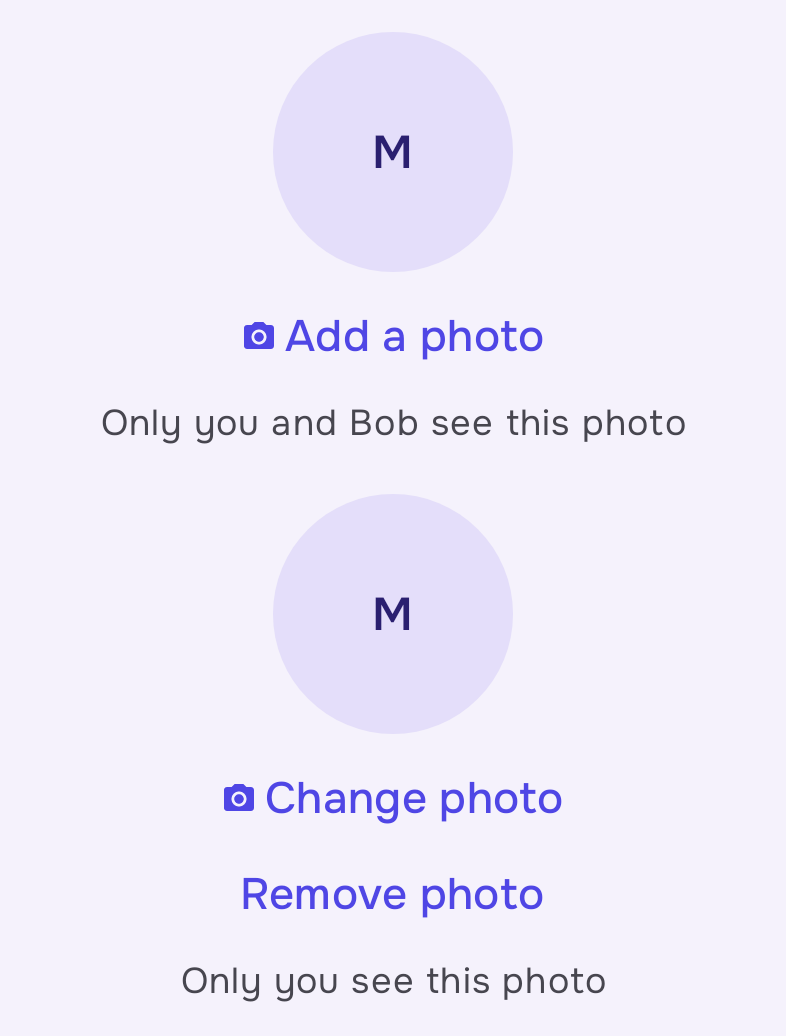 M
Add a photo
Only you and Bob see this photo
M
Change photo
Remove photo
Only you see this photo